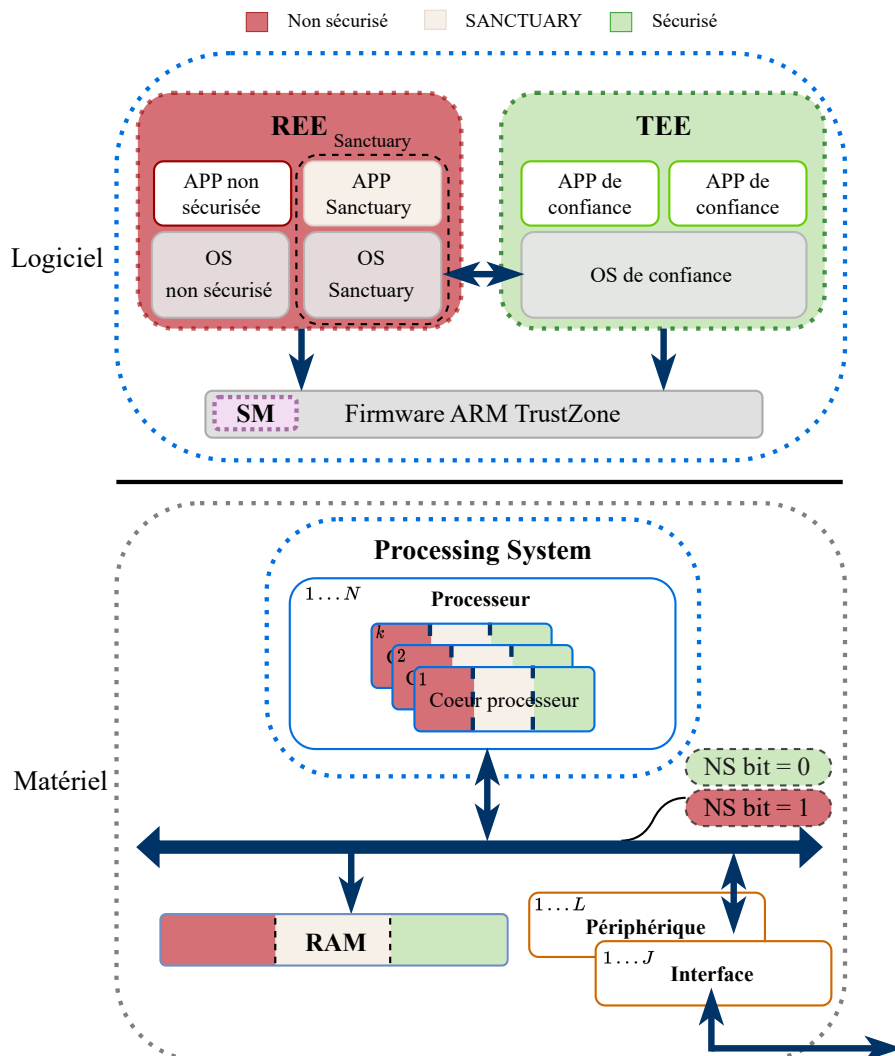 Non sécurisé
SANCTUARY
Sécurisé
REE
TEE
Sanctuary
APP non
sécurisée
APP
Sanctuary
APP de
confiance
APP de
confiance
Logiciel
OS
non sécurisé
OS
Sanctuary
OS de confiance
SM
Firmware ARM TrustZone
Processing System
1 … N
Processeur
k
C
2
C
1
Coeur processeur
Matériel
NS bit = 0
NS bit = 1
1 … L
Périphérique
RAM
1 … J
Interface